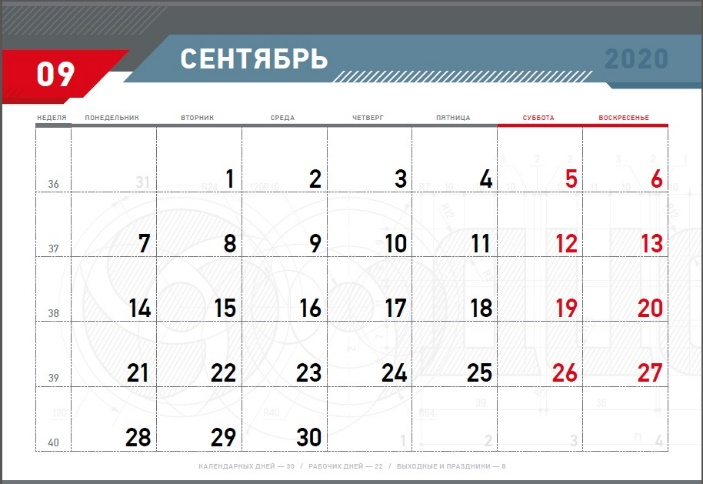 09 СЕНТЯБРЬ 2020
НЕДЕЛЯ ПОНЕДЕЛЬНИК ВТОРНИК СРЕДА ЧЕТВЕРГ ПЯТНИЦА СУББОТА ВОСКРЕСЕНЬЕ
36 31 1 2 3 4 5 6
37 7 8 9 10 11 12 13
38 14 15 16 17 18 19 20
39 21 22 23 24 25 26 27
40 28 29 30 1 2 3 4
КАЛЕНДАРНЫХ ДНЕЙ — 30 / РАБОЧИХ ДНЕЙ — 22 / ВЫХОДНЫЕ И ПРАЗДНИКИ — 8